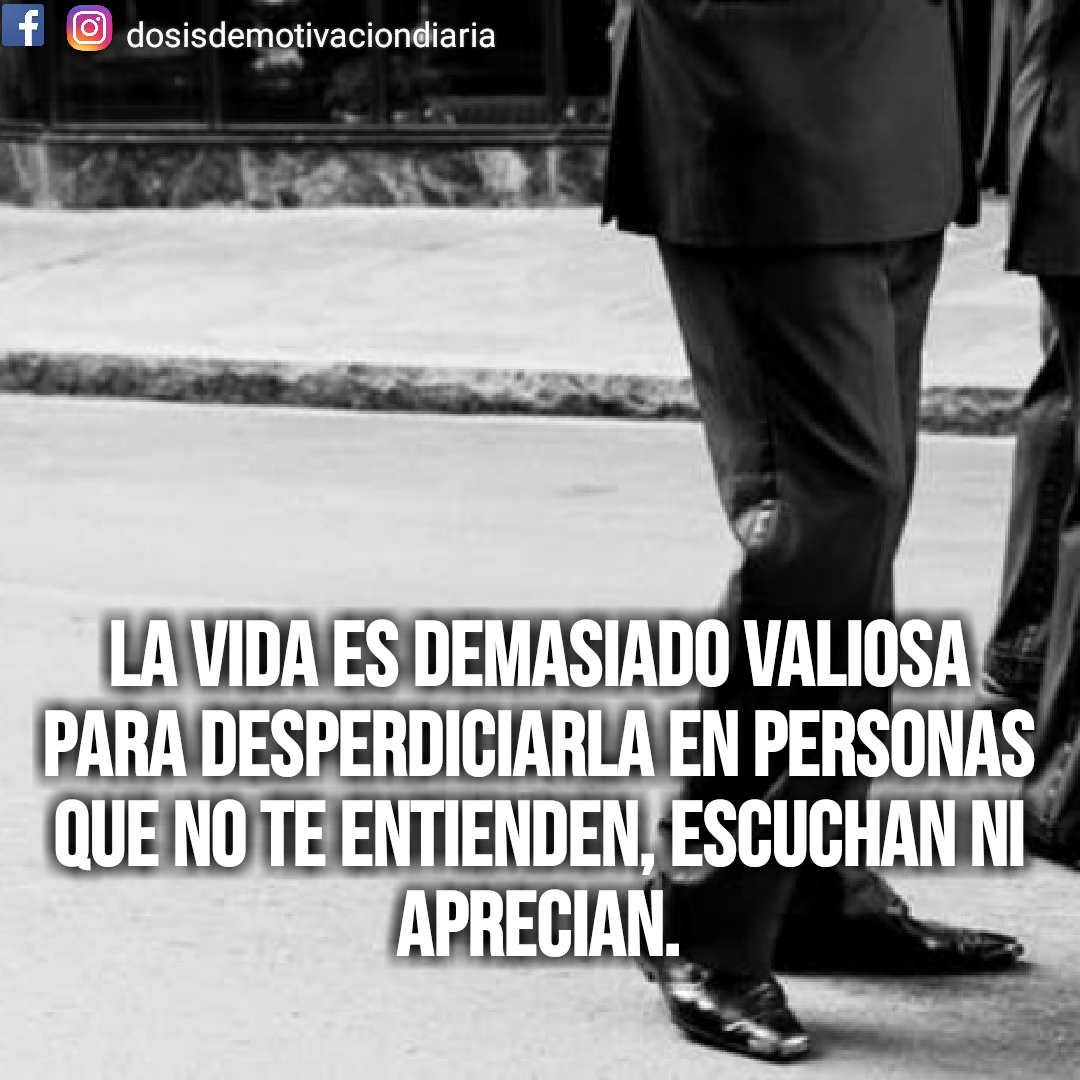 dosisdemotivaciondiaria
LA VIDA ES DEMASIADO VALIOSA
PARA DESPERDICIARLA EN PERSONAS
QUE NO TE ENTIENDEN, ESCUCHAN NI
APRECIAN.